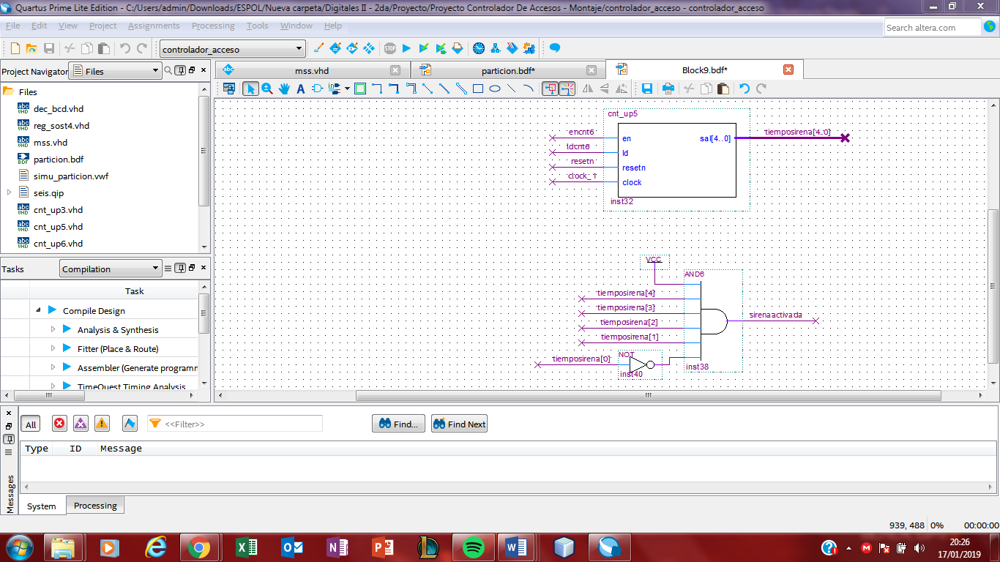 Quartus Prime Lite Edition - C:/Users/admin/Downloads/ESPOL/Nueva carpeta/Digitales II - 2da/Proyecto/Proyecto Controlador De Accesos - Montaje/controlador_acceso - controlador_acceso
File Edit View Project Assignments Processing Tools Window Help
Search altera.com
controlador_acceso
STOP
Project Navigator Files
mss.vhd
particion.bdf*
Block9.bdf*
Files
dec_bcd.vhd
reg_sost4.vhd
mss.vhd
particion.bdf
simu_particion.vwf
seis.qip
cnt_up3.vhd
cnt_up5.vhd
cnt_up6.vhd
Tasks Compilation
Task
Compile Design
Analysis & Synthesis
Fitter (Place & Route)
Assembler (Generate programm
TimeQuest Timing Analysis
cnt_up5
encnt6
ldcnt6
resetn
clock_1
en
ld
resetn
clock
sal[4..0]
tiemposirena[4..0]
inst32
VCC
AND6
tiemposirena[4]
tiemposirena[3]
tiemposirena[2]
tiemposirena[1]
tiemposirena[0]
NOT
inst40
inst38
sirenaactivada
All
<<Filter>>
Find...
Find Next
Type ID Message
Messages
System Processing
939, 488 0% 00:00:00
20:26
17/01/2019